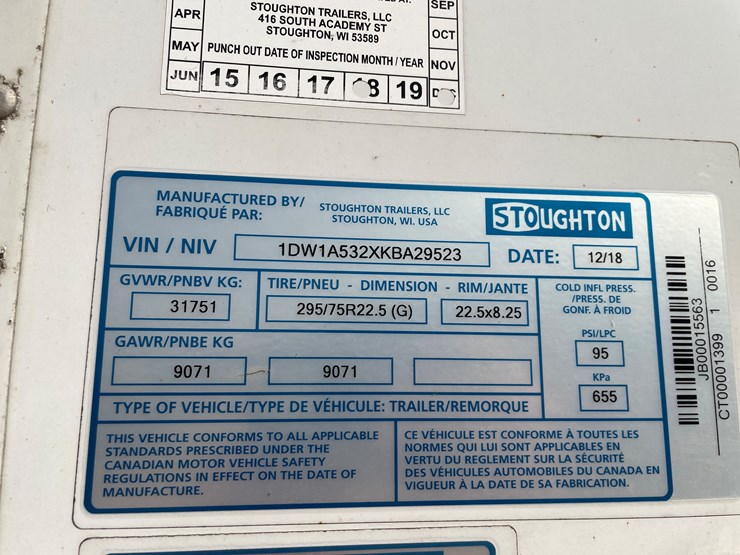 STOUGHTON TRAILERS, LLC
416 SOUTH ACADEMY ST
STOUGHTON, WI 53589
PUNCH OUT DATE OF INSPECTION MONTH / YEAR
APR
MAY
JUN
15 16 17 18 19
SEP
OCT
NOV
DEC
MANUFACTURED BY/
FABRIQUÉ PAR:
STOUGHTON TRAILERS, LLC
STOUGHTON, WI. USA
STOUGHTON
VIN / NIV 1DW1A532XKBA29523 DATE: 12/18
GVWR/PNBV KG:
31751
TIRE/PNEU - DIMENSION - RIM/JANTE
295/75R22.5 (G) 22.5x8.25
COLD INFL PRESS.
/PRESS. DE
GONF. À FROID
PSI/LPC
95
KPa
655
GAWR/PNBE KG
9071 9071
TYPE OF VEHICLE/TYPE DE VÉHICULE: TRAILER/REMORQUE
THIS VEHICLE CONFORMS TO ALL APPLICABLE
STANDARDS PRESCRIBED UNDER THE
CANADIAN MOTOR VEHICLE SAFETY
REGULATIONS IN EFFECT ON THE DATE OF
MANUFACTURE.
CE VÉHICULE EST CONFORME À TOUTES LES
NORMES QUI LUI SONT APPLICABLES EN
VERTU DU REGLEMENT SUR LA SÉCURITÉ
DES VÉHICULES AUTOMOBILES DU CANADA EN
VIGUEUR À LA DATE DE SA FABRICATION.
JB00015563
CT00001399 1 0016